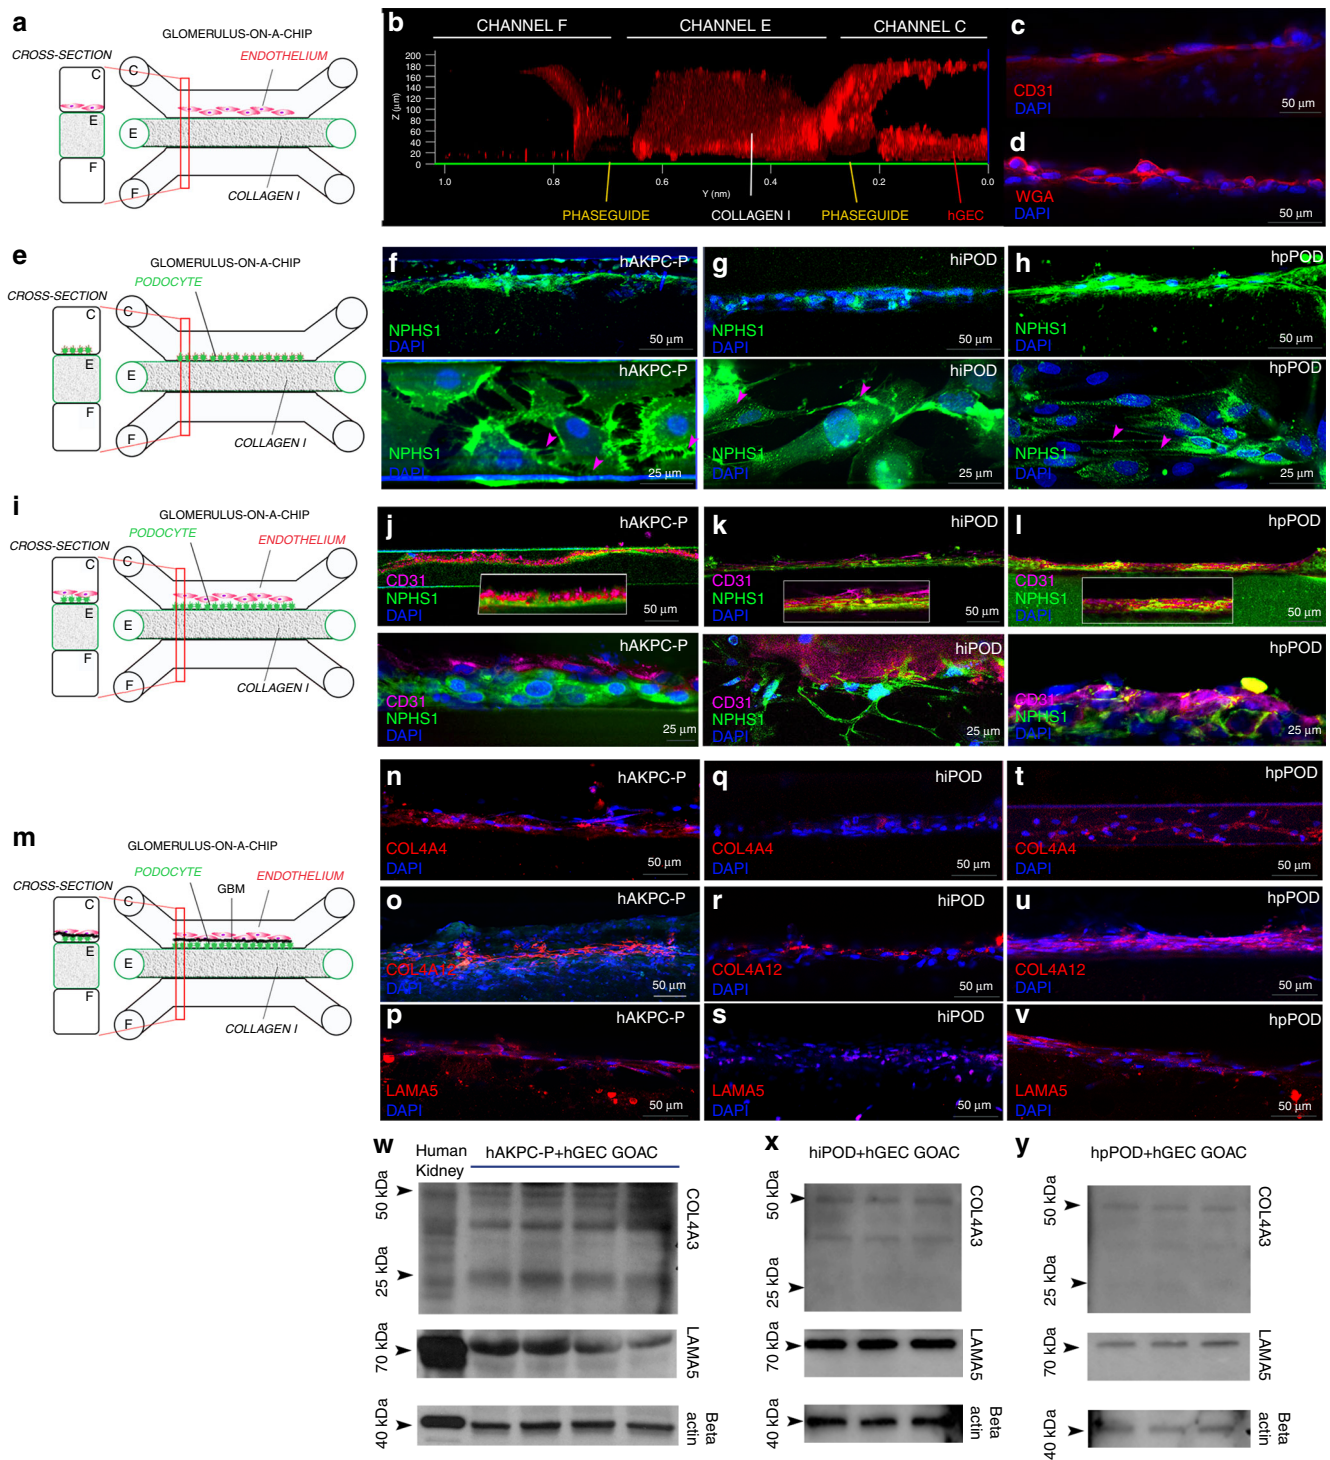 a
GLOMERULUS-ON-A-CHIP
CROSS-SECTION
ENDOTHELIUM
C
C
E
E
F
F
COLLAGEN I
b
CHANNEL F
CHANNEL E
CHANNEL C
Z (µm)
200
180
160
140
120
100
80
60
40
20
0
1.0
0.8
0.6
0.4
0.2
0.0
Y (nm)
PHASEGUIDE
COLLAGEN I
PHASEGUIDE
hGEC
c
CD31
DAPI
50 µm
d
WGA
DAPI
50 µm
e
GLOMERULUS-ON-A-CHIP
PODOCYTE
CROSS-SECTION
C
C
E
E
F
F
COLLAGEN I
f
hAKPC-P
NPHS1
DAPI
50 µm
hAKPC-P
NPHS1
DAPI
25 µm
g
hiPOD
NPHS1
DAPI
50 µm
hiPOD
NPHS1
DAPI
25 µm
h
hpPOD
NPHS1
DAPI
50 µm
hpPOD
NPHS1
DAPI
25 µm
i
GLOMERULUS-ON-A-CHIP
PODOCYTE
ENDOTHELIUM
CROSS-SECTION
C
C
E
E
F
F
COLLAGEN I
j
hAKPC-P
CD31
NPHS1
DAPI
50 µm
hAKPC-P
CD31
NPHS1
DAPI
25 µm
k
hiPOD
CD31
NPHS1
DAPI
50 µm
hiPOD
CD31
NPHS1
DAPI
25 µm
l
hpPOD
CD31
NPHS1
DAPI
50 µm
hpPOD
CD31
NPHS1
DAPI
25 µm
m
GLOMERULUS-ON-A-CHIP
PODOCYTE
GBM
ENDOTHELIUM
CROSS-SECTION
C
C
E
E
F
F
COLLAGEN I
n
hAKPC-P
COL4A4
DAPI
50 µm
q
hiPOD
COL4A4
DAPI
50 µm
t
hpPOD
COL4A4
DAPI
50 µm
o
hAKPC-P
COL4A12
DAPI
50 µm
r
hiPOD
COL4A12
DAPI
50 µm
u
hpPOD
COL4A12
DAPI
50 µm
p
hAKPC-P
LAMA5
DAPI
50 µm
s
hiPOD
LAMA5
DAPI
50 µm
v
hpPOD
LAMA5
DAPI
50 µm
w
Human
Kidney
hAKPC-P+hGEC GOAC
50 kDa
25 kDa
COL4A3
70 kDa
LAMA5
40 kDa
Beta
actin
x
hiPOD+hGEC GOAC
50 kDa
25 kDa
COL4A3
70 kDa
LAMA5
40 kDa
Beta
actin
y
hpPOD+hGEC GOAC
50 kDa
25 kDa
COL4A3
70 kDa
LAMA5
40 kDa
Beta
actin